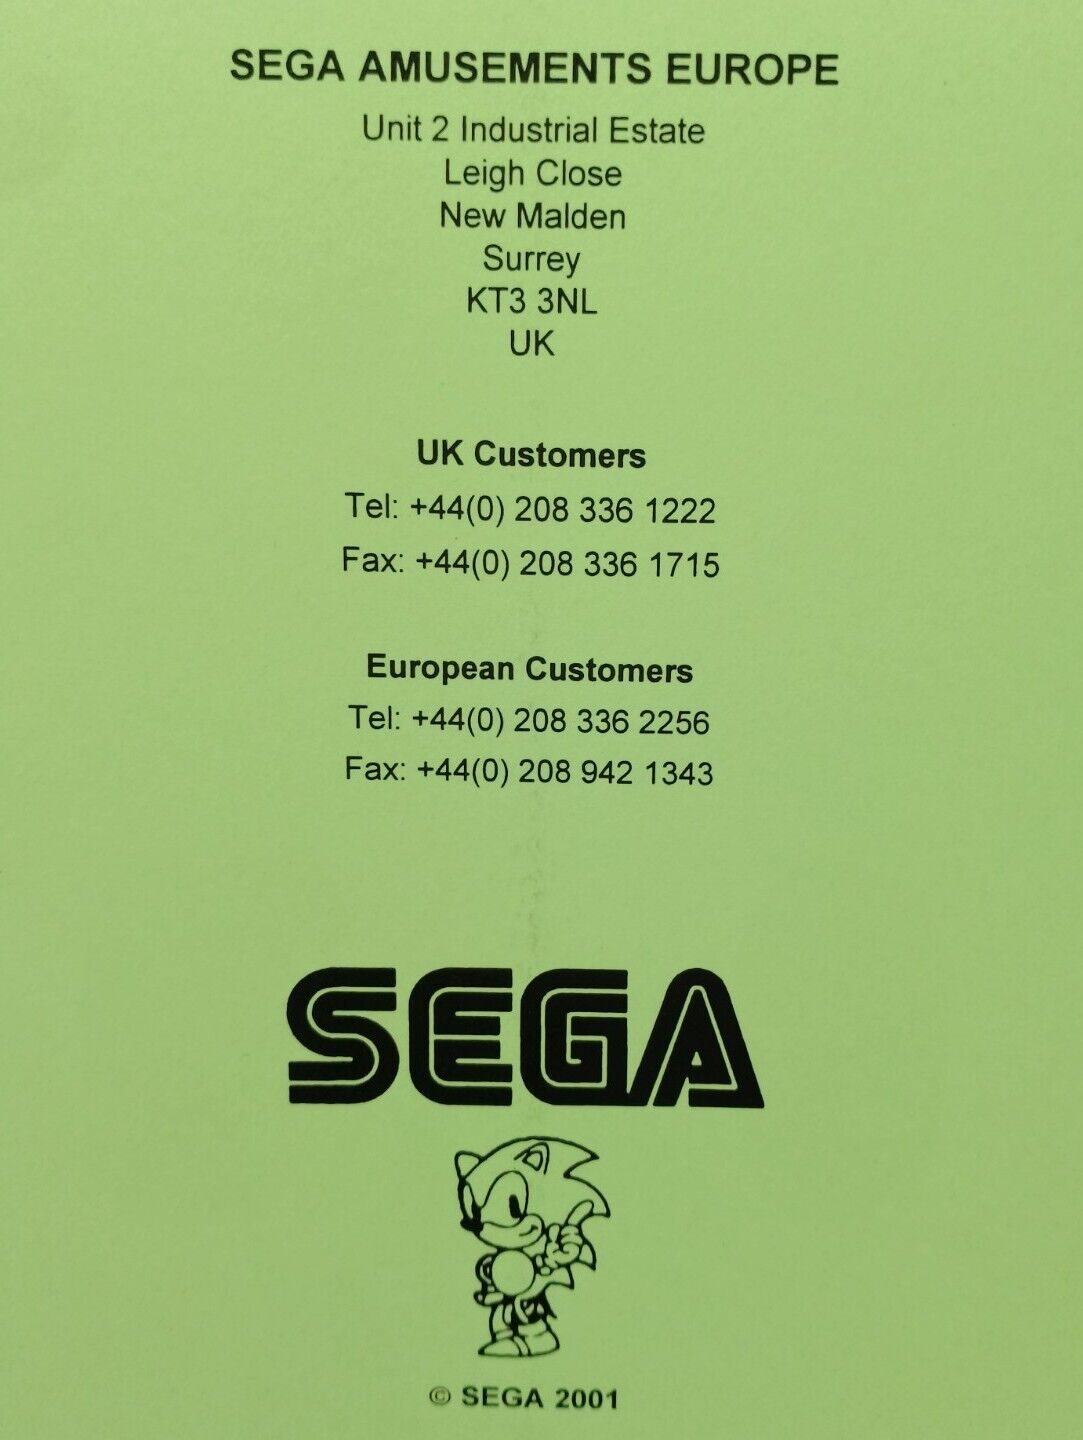 SEGA AMUSEMENTS EUROPE
Unit 2 Industrial Estate
Leigh Close
New Malden
Surrey
KT3 3NL
UK
UK Customers
Tel: +44(0) 208 336 1222
Fax: +44(0) 208 336 1715
European Customers
Tel: +44(0) 208 336 2256
Fax: +44(0) 208 942 1343
SEGA
© SEGA 2001